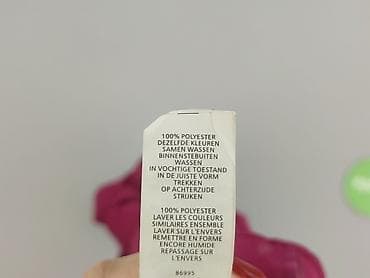 100% POLYESTER
DEZELFDE KLEUREN
SAMEN WASSEN
BINNENSTEBUITEN
WASSEN
IN VOCHTIGE TOESTAND
IN DE JUISTE VORM
TREKKEN
OP ACHTERZIJDE
STRIJKEN
100% POLYESTER
LAVER LES COULEURS
SIMILAIRES ENSEMBLE
LAVER SUR L'ENVERS
REMETTRE EN FORME
ENCORE HUMIDE
REPASSAGE SUR
L'ENVERS
86995